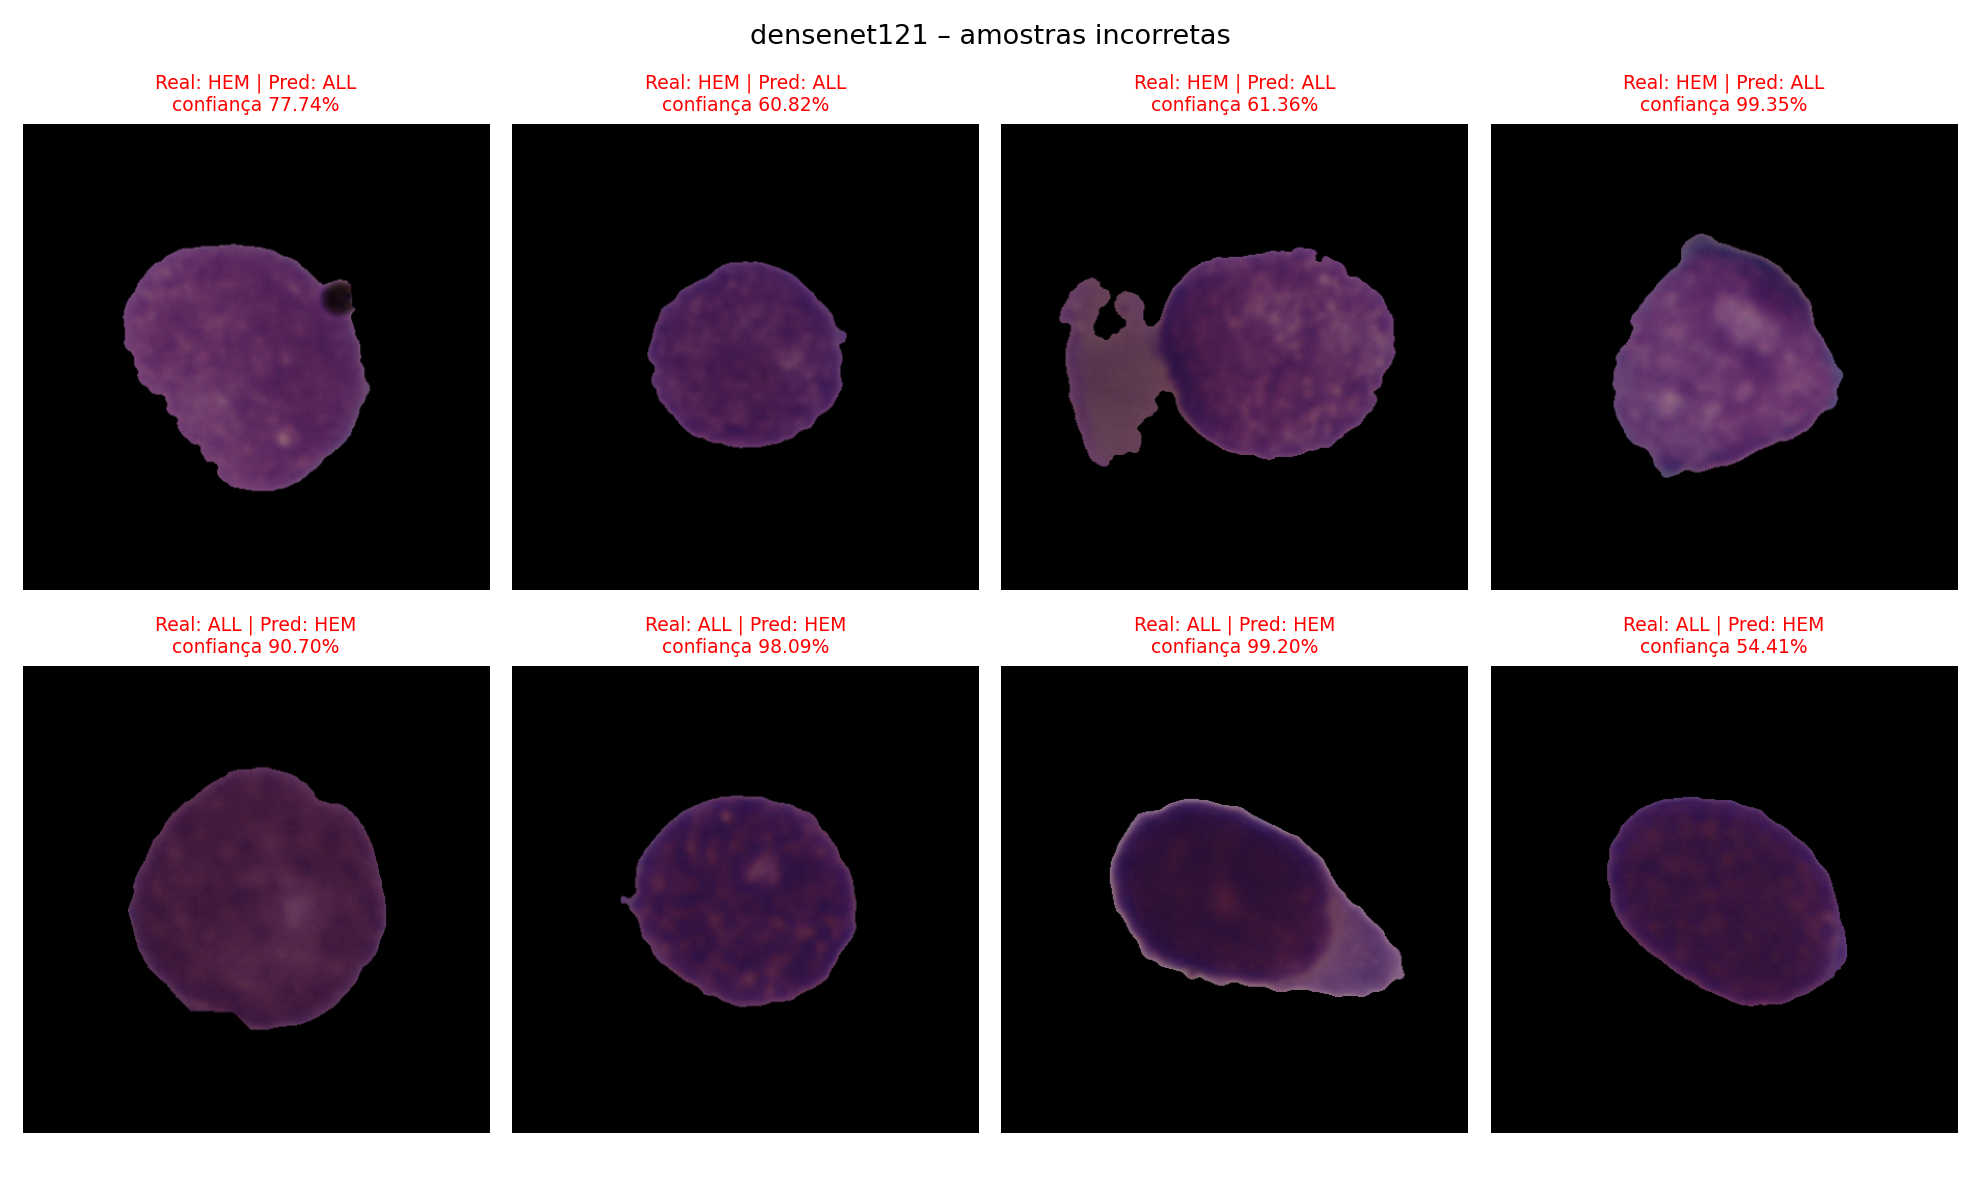 densenet121 – amostras incorretas
Real: HEM | Pred: ALL
confiança 77.74%
Real: HEM | Pred: ALL
confiança 60.82%
Real: HEM | Pred: ALL
confiança 61.36%
Real: HEM | Pred: ALL
confiança 99.35%
Real: ALL | Pred: HEM
confiança 90.70%
Real: ALL | Pred: HEM
confiança 98.09%
Real: ALL | Pred: HEM
confiança 99.20%
Real: ALL | Pred: HEM
confiança 54.41%